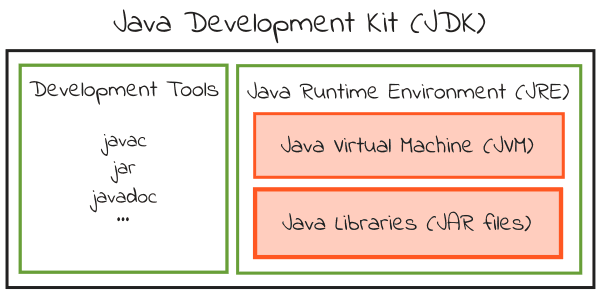 Java Development Kit (JDK)
Development Tools
javac
jar
javadoc
...
Java Runtime Environment (JRE)
Java Virtual Machine (JVM)
Java Libraries (JAR files)